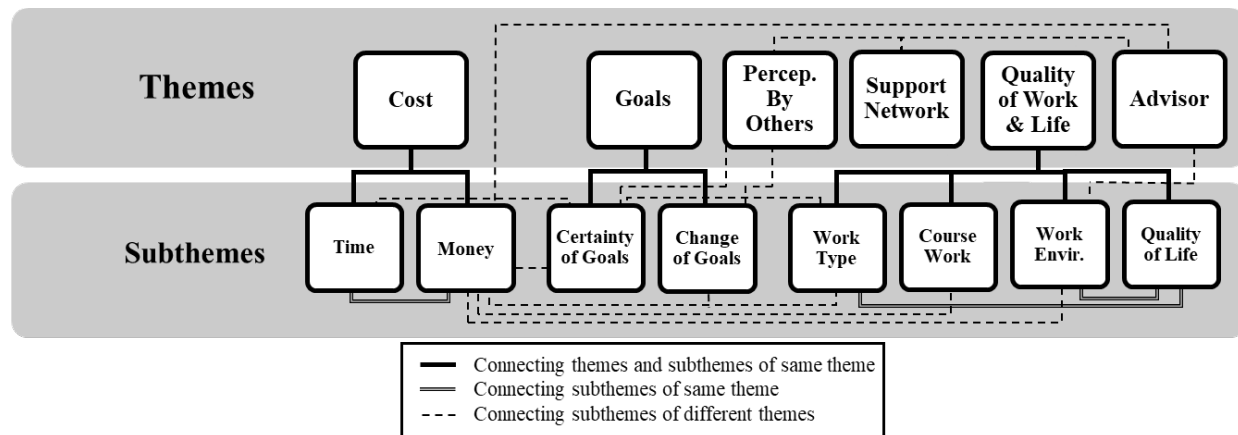 Themes
Cost
Goals
Percep.
By
Others
Support
Network
Quality
of Work
& Life
Advisor
Subthemes
Time
Money
Certainty
of Goals
Change
of Goals
Work
Type
Course
Work
Work
Envir.
Quality
of Life
Connecting themes and subthemes of same theme
Connecting subthemes of same theme
Connecting subthemes of different themes